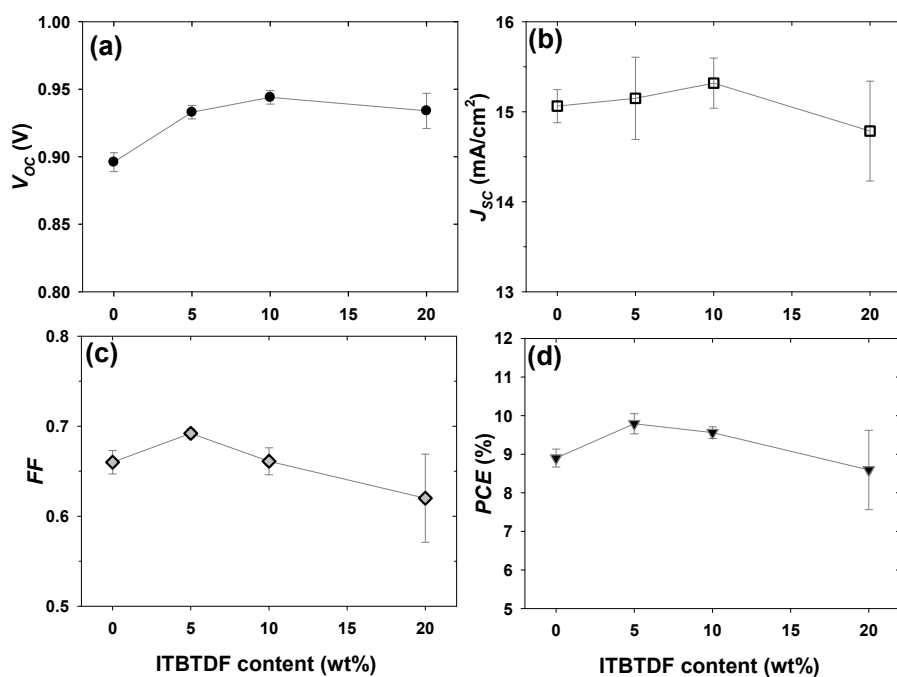 (a)
1.00
0.95
0.90
0.85
0.80
V_OC (V)
0 5 10 15 20
(b)
16
15
14
13
J_SC (mA/cm²)
0 5 10 15 20
(c)
0.8
0.7
0.6
0.5
FF
0 5 10 15 20
ITBTDF content (wt%)
(d)
12
11
10
9
8
7
6
5
PCE (%)
0 5 10 15 20
ITBTDF content (wt%)